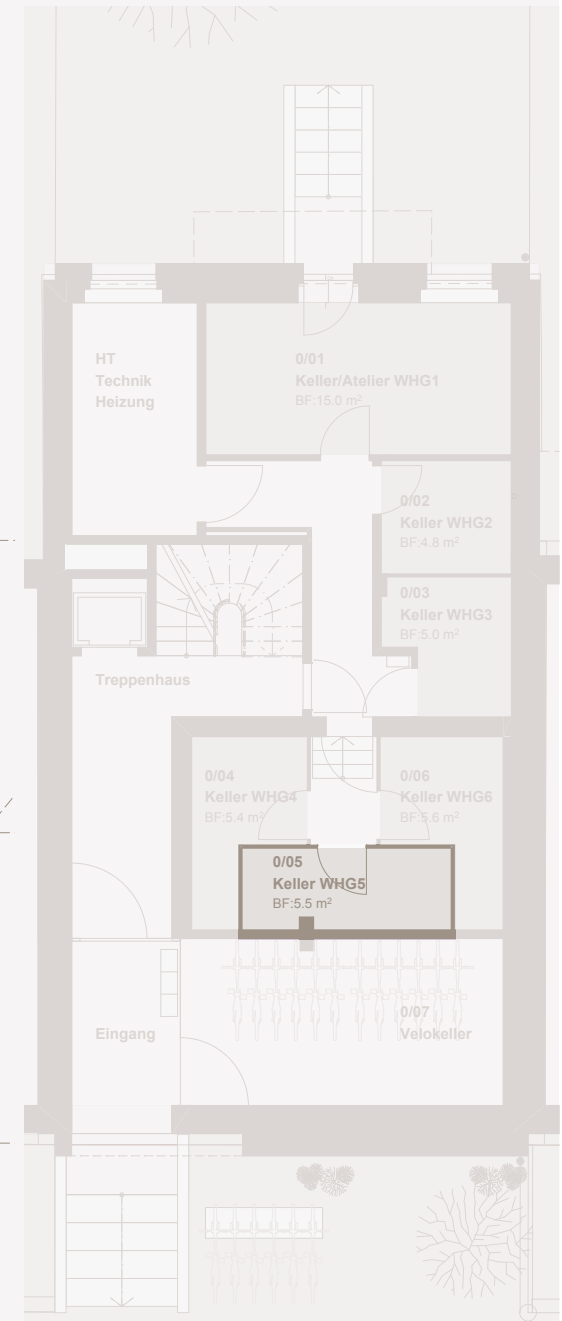 HT
Technik
Heizung
0/01
Keller/Atelier WHG1
BF:15.0 m²
0/02
Keller WHG2
BF:4.8 m²
0/03
Keller WHG3
BF:5.0 m²
Treppenhaus
0/04
Keller WHG4
BF:5.4 m²
0/06
Keller WHG6
BF:5.6 m²
0/05
Keller WHG5
BF:5.5 m²
0/07
Velokeller
Eingang